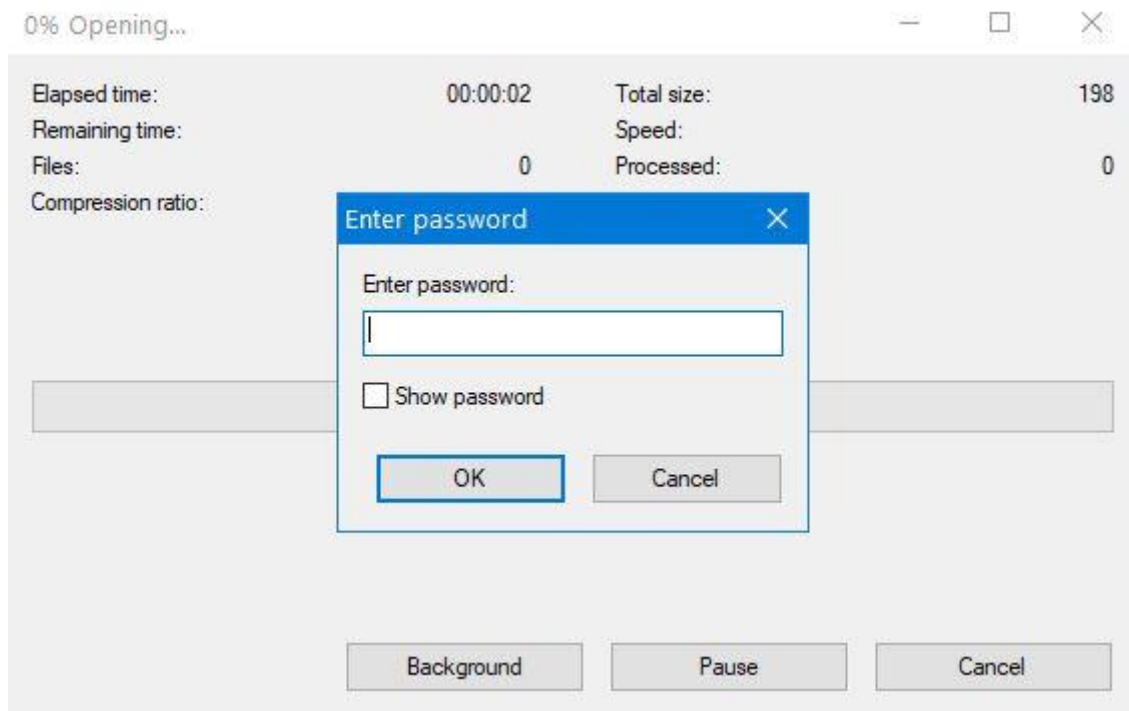 0% Opening...
Elapsed time: 00:00:02 Total size: 198
Remaining time: Speed:
Files: 0 Processed: 0
Compression ratio:
Enter password
Enter password:
Show password
OK Cancel
Background Pause Cancel